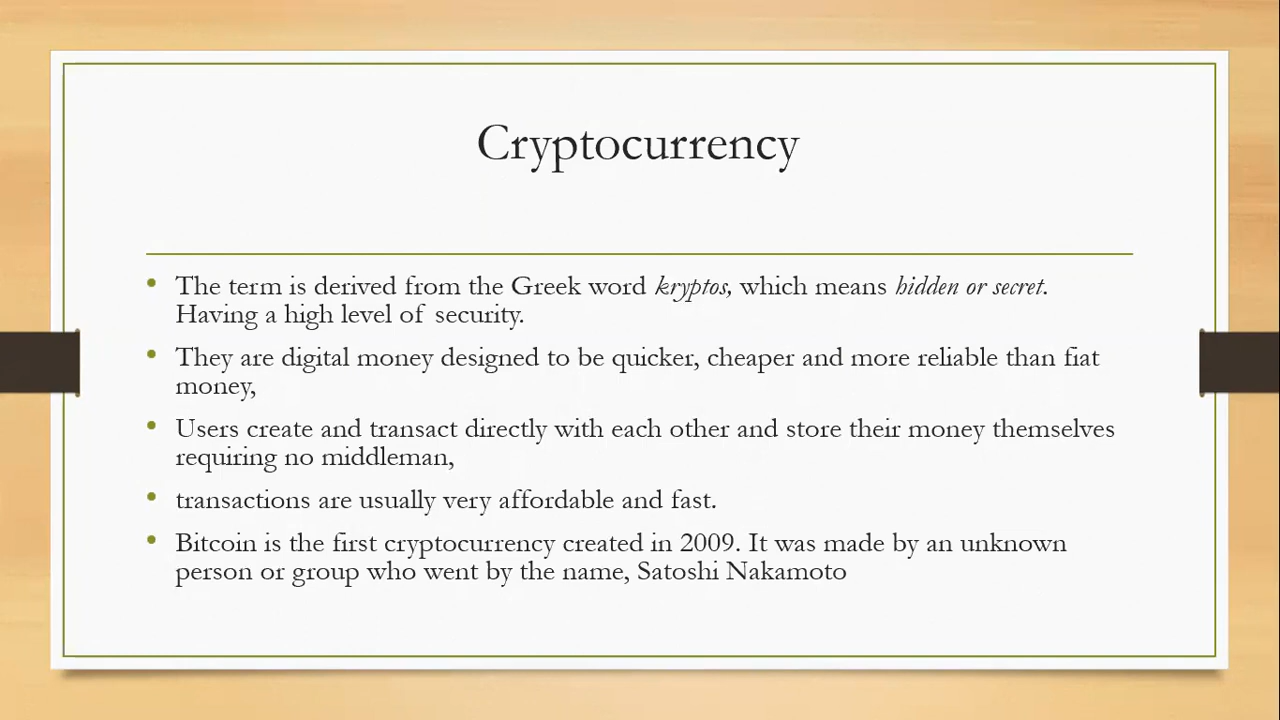 Cryptocurrency
• The term is derived from the Greek word kryptos, which means hidden or secret.
Having a high level of security.
• They are digital money designed to be quicker, cheaper and more reliable than fiat
money,
• Users create and transact directly with each other and store their money themselves
requiring no middleman,
• transactions are usually very affordable and fast.
• Bitcoin is the first cryptocurrency created in 2009. It was made by an unknown
person or group who went by the name, Satoshi Nakamoto